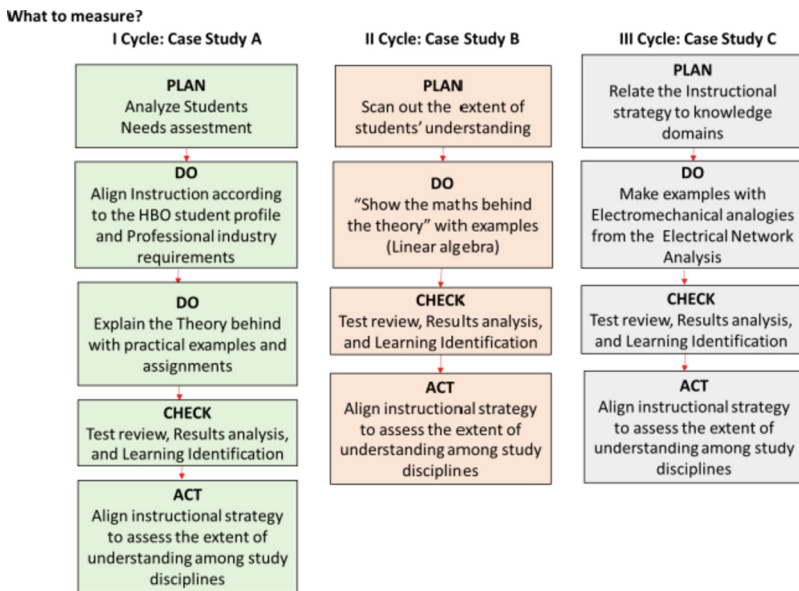 What to measure?
I Cycle: Case Study A
PLAN
Analyze Students
Needs assestment
DO
Align Instruction according
to the HBO student profile
and Professional industry
requirements
DO
Explain the Theory behind
with practical examples and
assignments
CHECK
Test review, Results analysis,
and Learning Identification
ACT
Align instructional strategy
to assess the extent of
understanding among study
disciplines
II Cycle: Case Study B
PLAN
Scan out the extent of
students' understanding
DO
“Show the maths behind
the theory” with examples
(Linear algebra)
CHECK
Test review, Results analysis,
and Learning Identification
ACT
Align instructional strategy
to assess the extent of
understanding among study
disciplines
III Cycle: Case Study C
PLAN
Relate the Instructional
strategy to knowledge
domains
DO
Make examples with
Electromechanical analogies
from the Electrical Network
Analysis
CHECK
Test review, Results analysis,
and Learning Identification
ACT
Align instructional strategy
to assess the extent of
understanding among study
disciplines